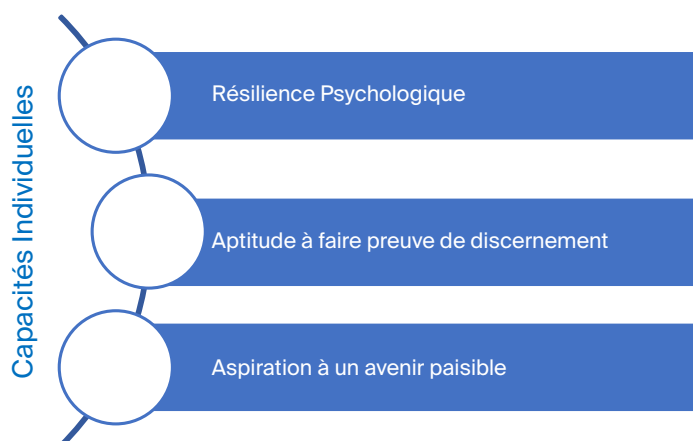 Capacités Individuelles
Résilience Psychologique
Aptitude à faire preuve de discernement
Aspiration à un avenir paisible